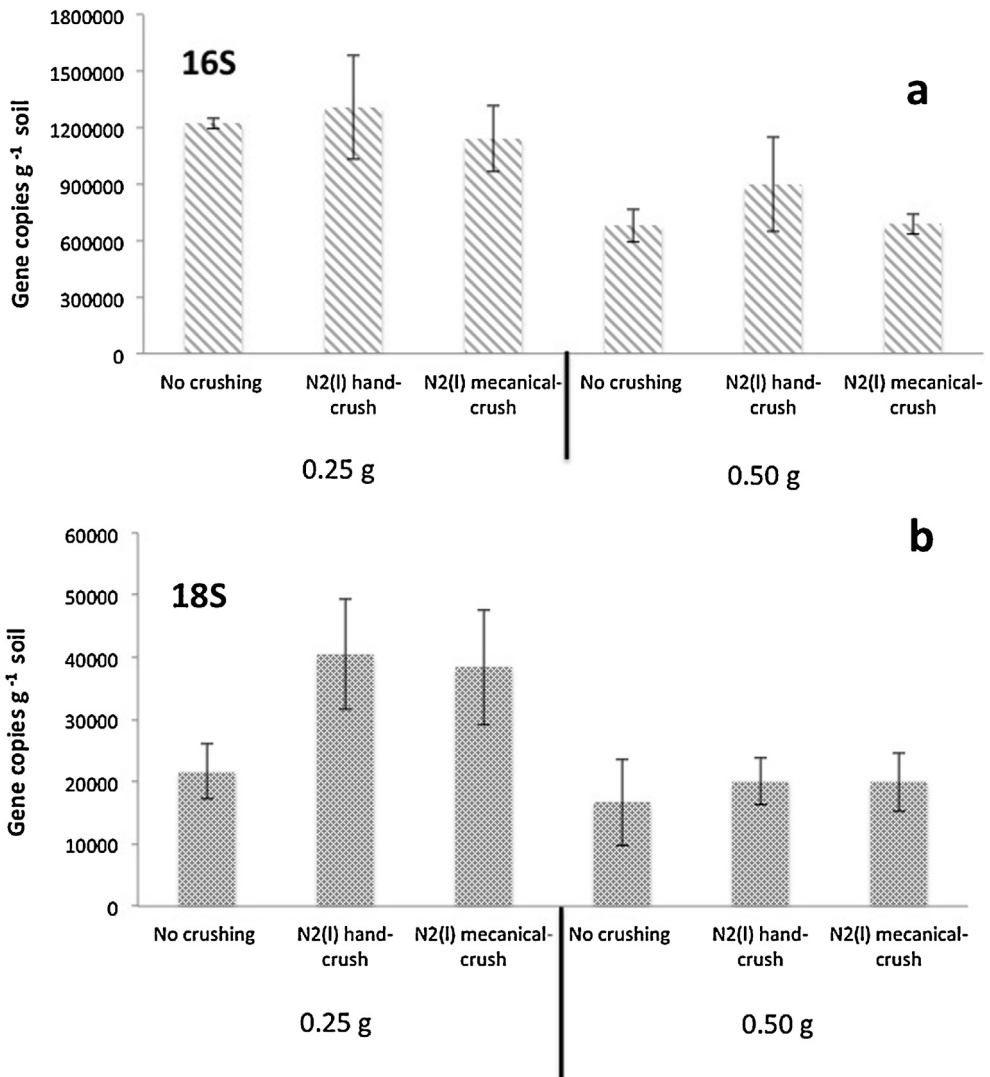 1800000
16S
a
1500000
1200000
900000
600000
300000
0
Gene copies g-1 soil
No crushing
N2(l) hand-
crush
N2(l) mecanical-
crush
No crushing
N2(l) hand-
crush
N2(l) mecanical-
crush
0.25 g
0.50 g
b
60000
18S
50000
40000
30000
20000
10000
0
Gene copies g-1 soil
No crushing
N2(l) hand-
crush
N2(l) mecanical-
crush
No crushing
N2(l) hand-
crush
N2(l) mecanical-
crush
0.25 g
0.50 g